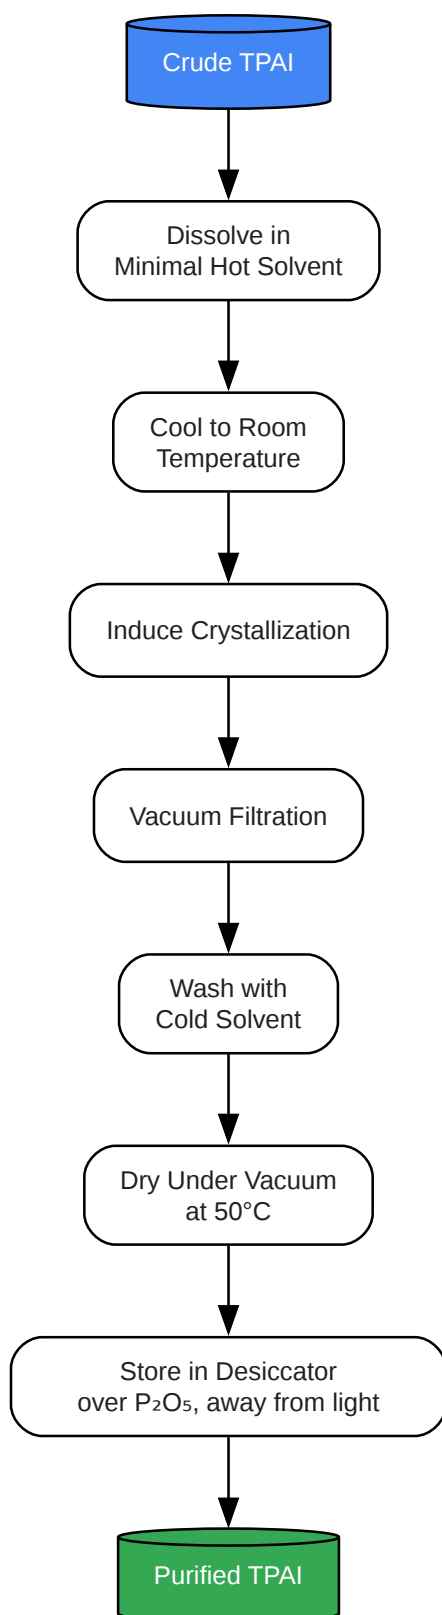 Crude TPAI
Dissolve in
Minimal Hot Solvent
Cool to Room
Temperature
Induce Crystallization
Vacuum Filtration
Wash with
Cold Solvent
Dry Under Vacuum
at 50°C
Store in Desiccator
over P₂O₅, away from light
Purified TPAI